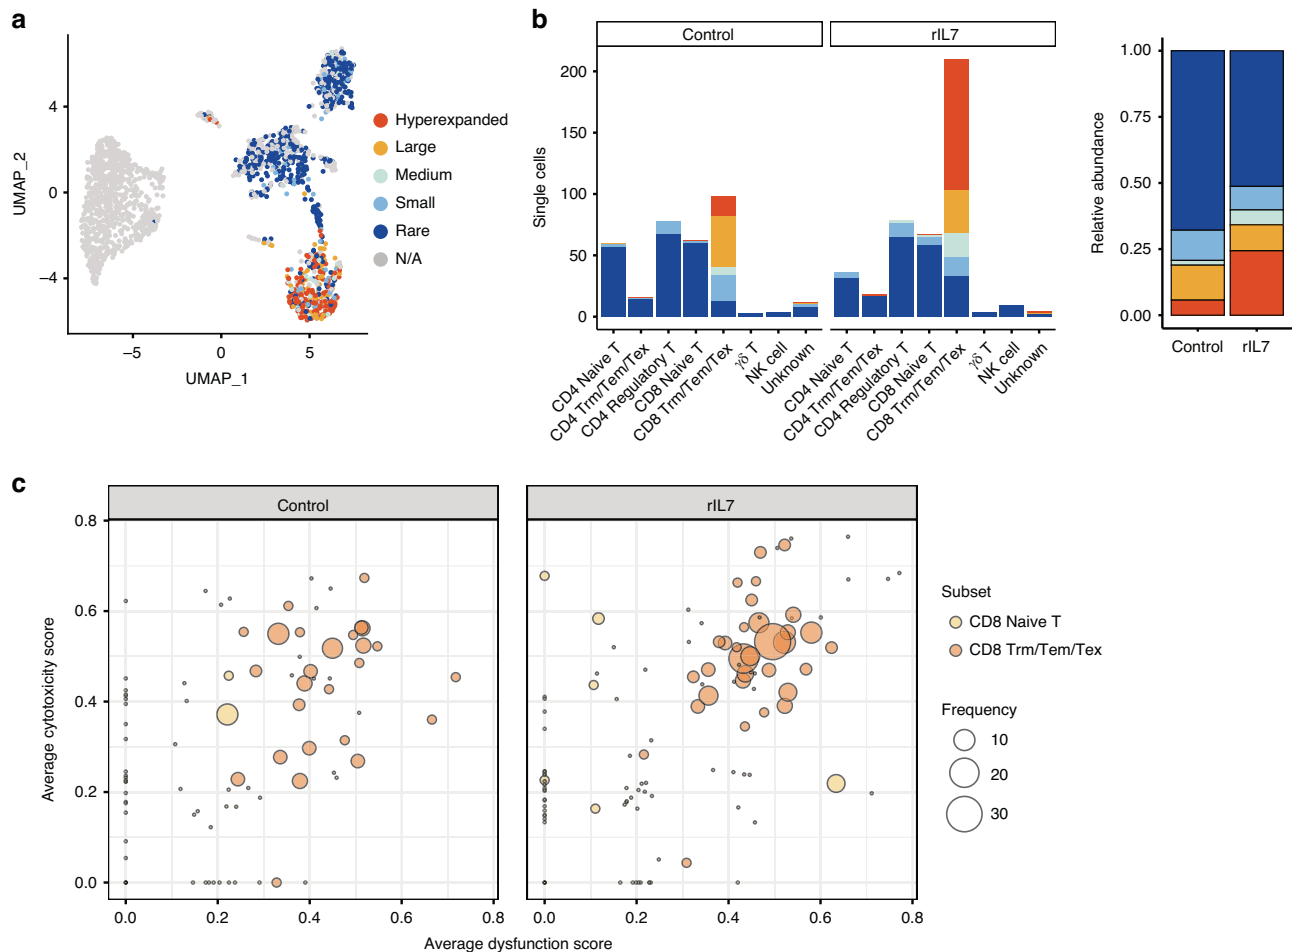 a
UMAP_2
4
0
−4
−5
0
5
UMAP_1
Hyperexpanded
Large
Medium
Small
Rare
N/A
b
Control
rIL7
Single cells
200
150
100
50
0
CD4 Naive T
CD4 Trm/Tem/Tex
CD4 Regulatory T
CD8 Naive T
CD8 Trm/Tem/Tex
γδ T
NK cell
Unknown
CD4 Naive T
CD4 Trm/Tem/Tex
CD4 Regulatory T
CD8 Naive T
CD8 Trm/Tem/Tex
γδ T
NK cell
Unknown
Relative abundance
1.00
0.75
0.50
0.25
0.00
Control
rIL7
c
Control
rIL7
Average cytotoxicity score
0.8
0.6
0.4
0.2
0.0
0.0
0.2
0.4
0.6
0.8
0.0
0.2
0.4
0.6
0.8
Average dysfunction score
Subset
CD8 Naive T
CD8 Trm/Tem/Tex
Frequency
10
20
30